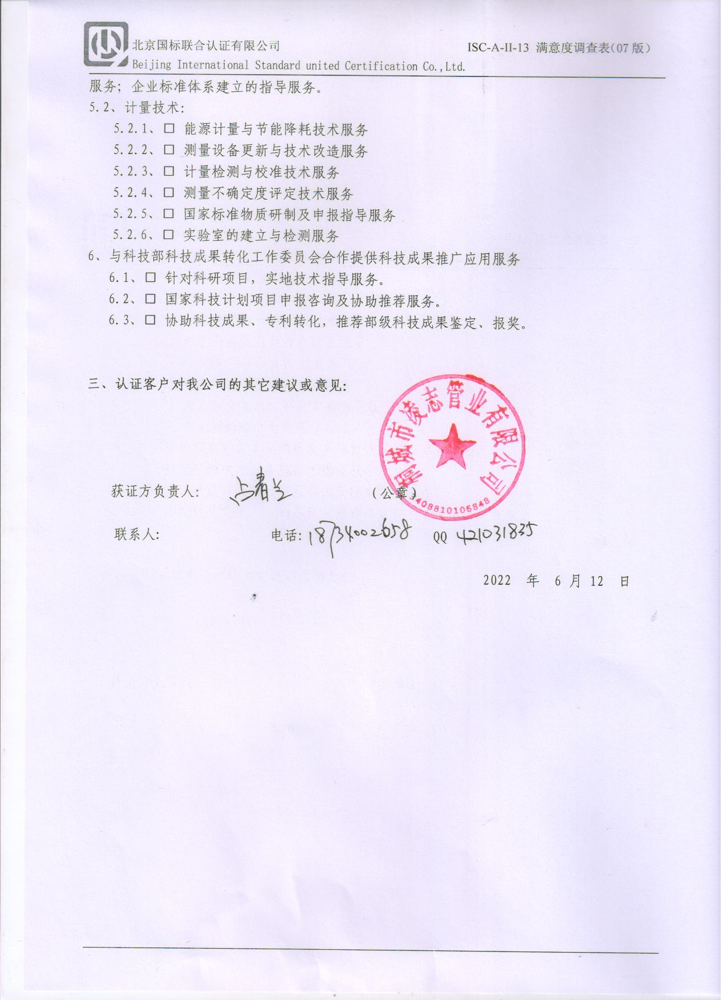 北京国标联合认证有限公司 ISC-A-II-13 满意度调查表(07版)
Beijing International Standard united Certification Co.,Ltd.
服务；企业标准体系建立的指导服务。
5.2、计量技术：
5.2.1、□ 能源计量与节能降耗技术服务
5.2.2、□ 测量设备更新与技术改造服务
5.2.3、□ 计量检测与校准技术服务
5.2.4、□ 测量不确定度评定技术服务
5.2.5、□ 国家标准物质研制及申报指导服务
5.2.6、□ 实验室的建立与检测服务
6、与科技部科技成果转化工作委员会合作提供科技成果推广应用服务
6.1、□ 针对科研项目，实地技术指导服务。
6.2、□ 国家科技计划项目申报咨询及协助推荐服务。
6.3、□ 协助科技成果、专利转化，推荐部级科技成果鉴定、报奖。
三、认证客户对我公司的其它建议或意见：
桐城市凌志管业有限公司
获证方负责人： 占春兰 （公章）
3408810106848
联系人： 电话：18734002658 QQ 421031835
2022 年 6 月 12 日